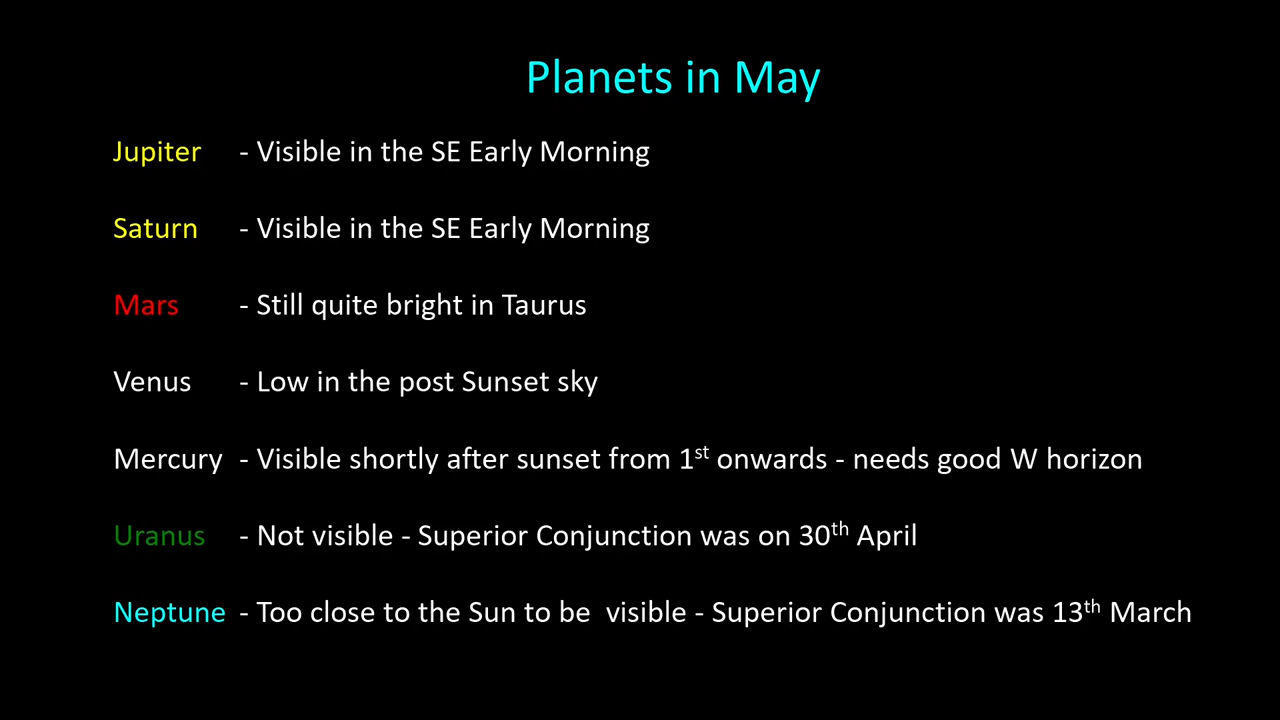 Planets in May
Jupiter - Visible in the SE Early Morning
Saturn - Visible in the SE Early Morning
Mars - Still quite bright in Taurus
Venus - Low in the post Sunset sky
Mercury - Visible shortly after sunset from 1st onwards - needs good W horizon
Uranus - Not visible - Superior Conjunction was on 30th April
Neptune - Too close to the Sun to be  visible - Superior Conjunction was 13th March